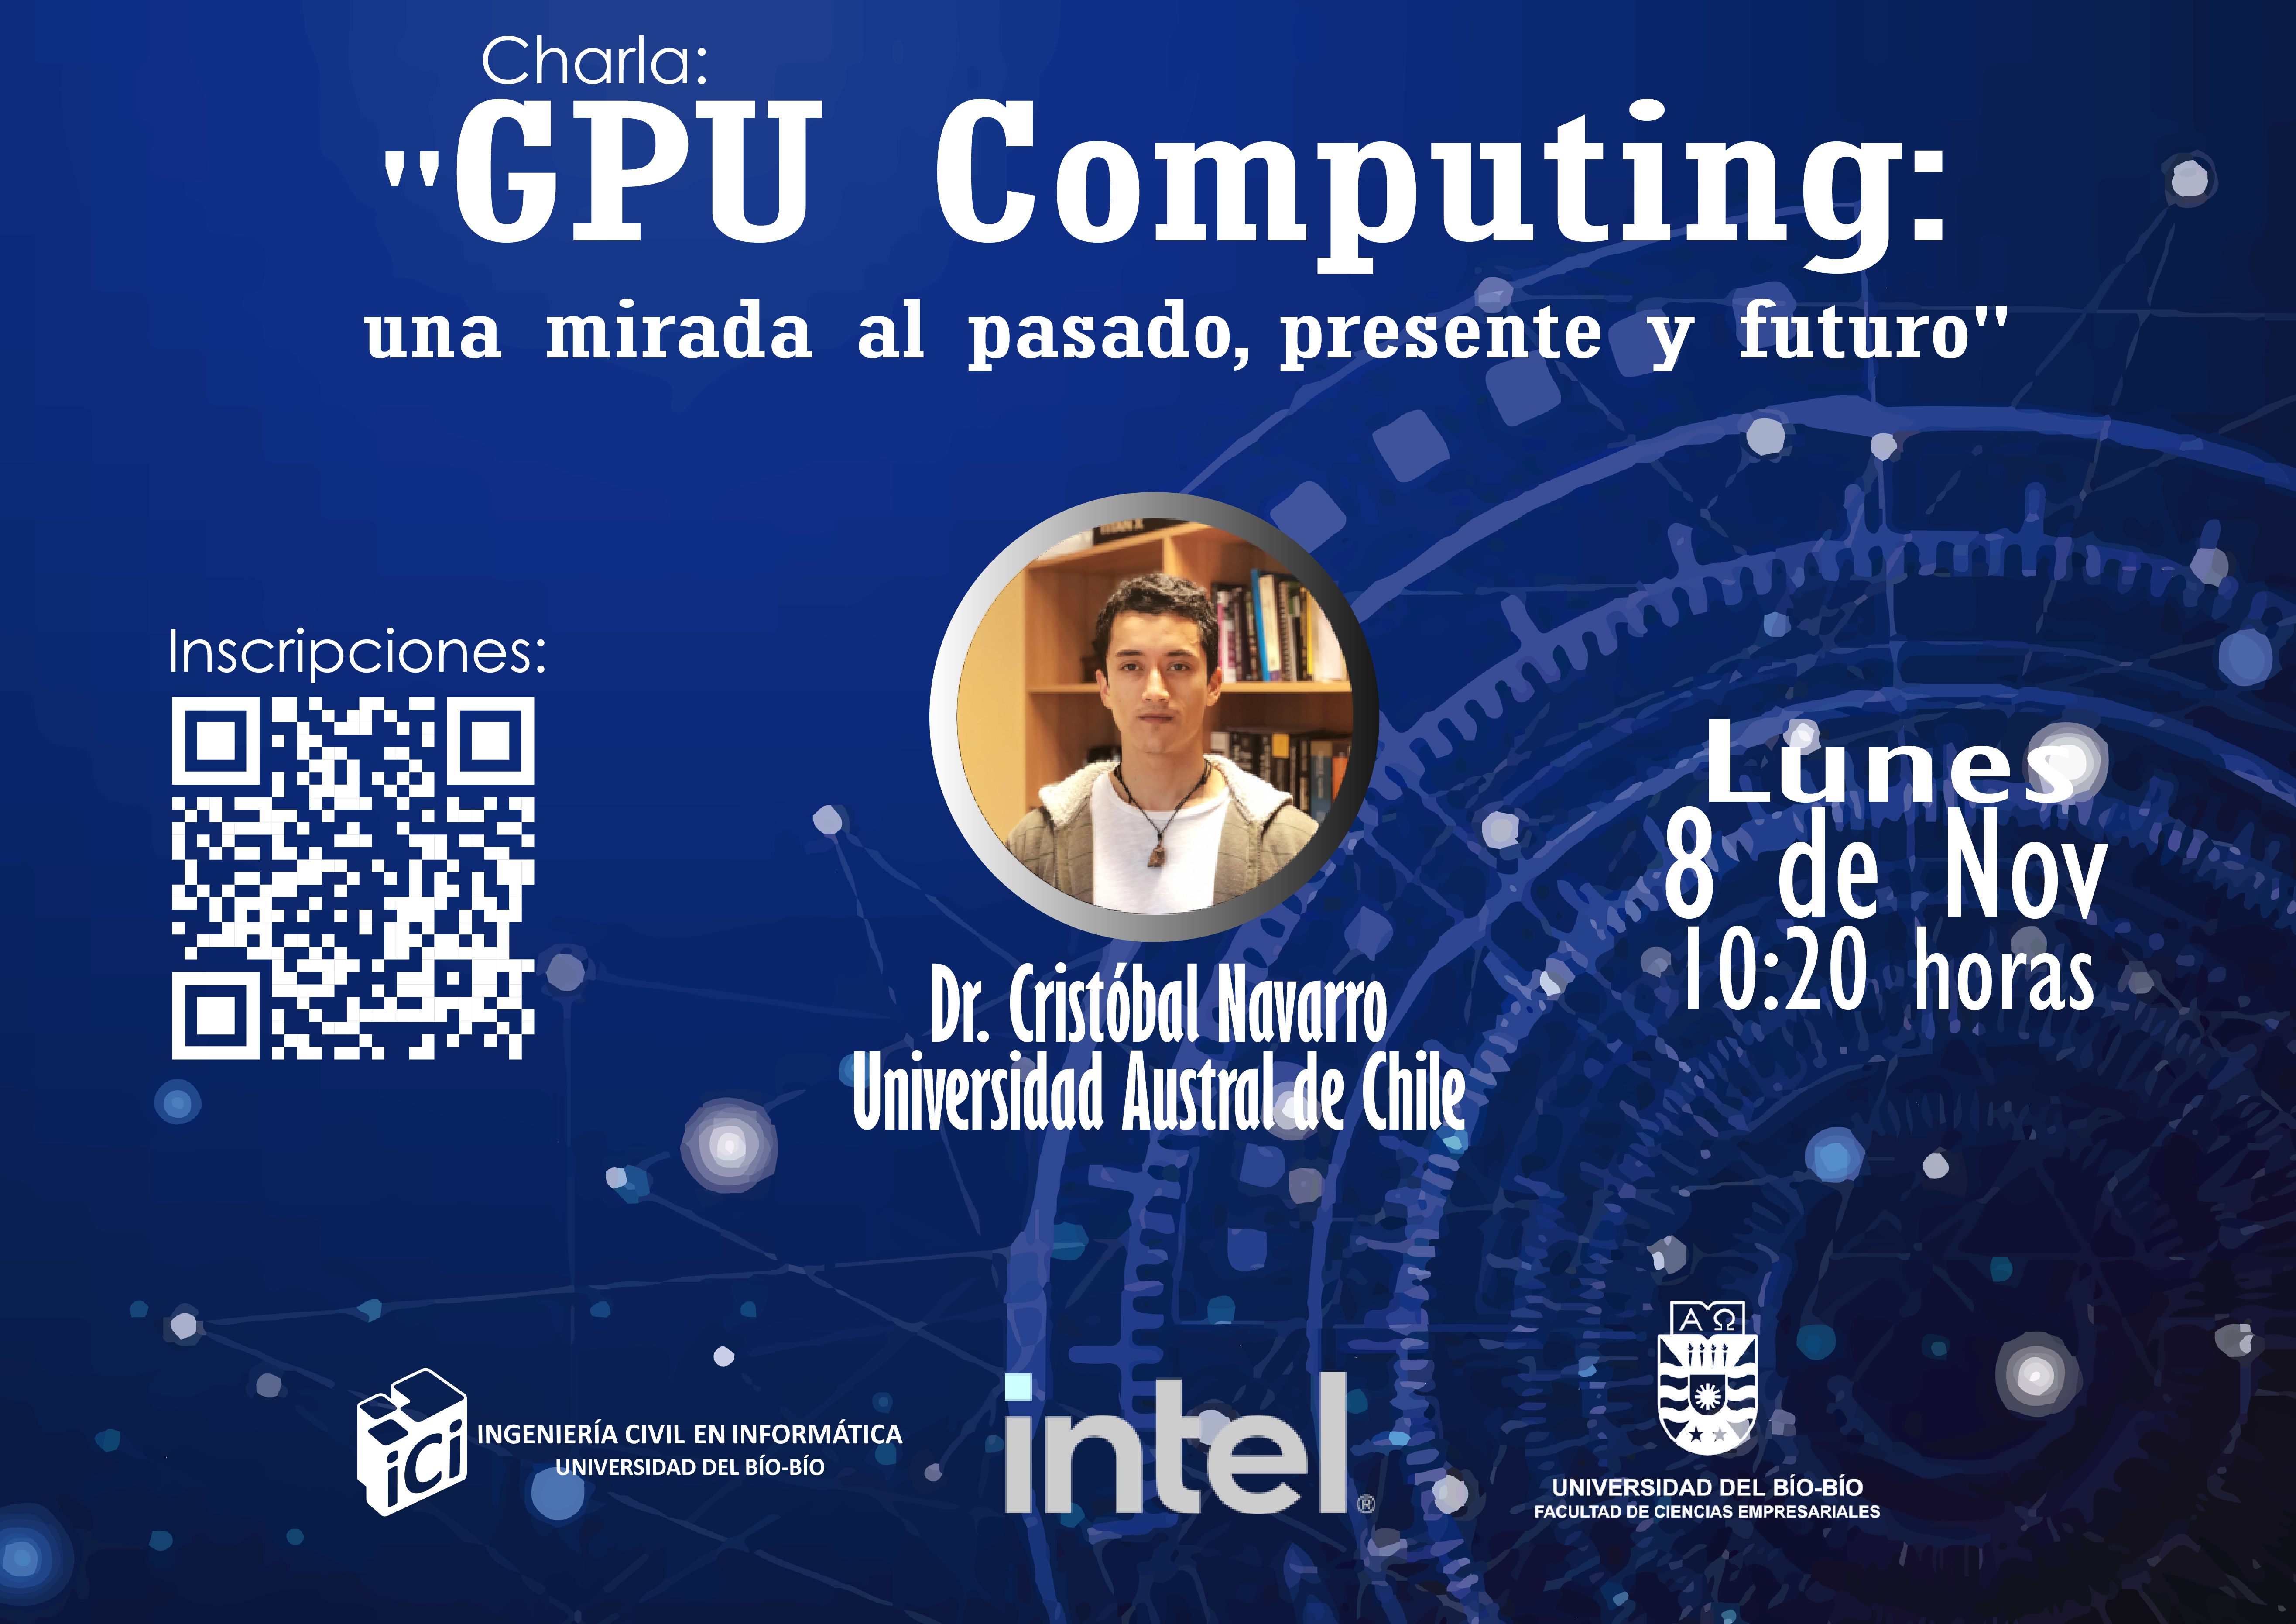 Charla:
"GPU Computing:
una mirada al pasado, presente y futuro"
Inscripciones:
Lunes
8 de Nov
10:20 horas
Dr. Cristóbal Navarro
Universidad Austral de Chile
ici
INGENIERÍA CIVIL EN INFORMÁTICA
UNIVERSIDAD DEL BÍO-BÍO
intel®
Α Ω
UNIVERSIDAD DEL BÍO-BÍO
FACULTAD DE CIENCIAS EMPRESARIALES